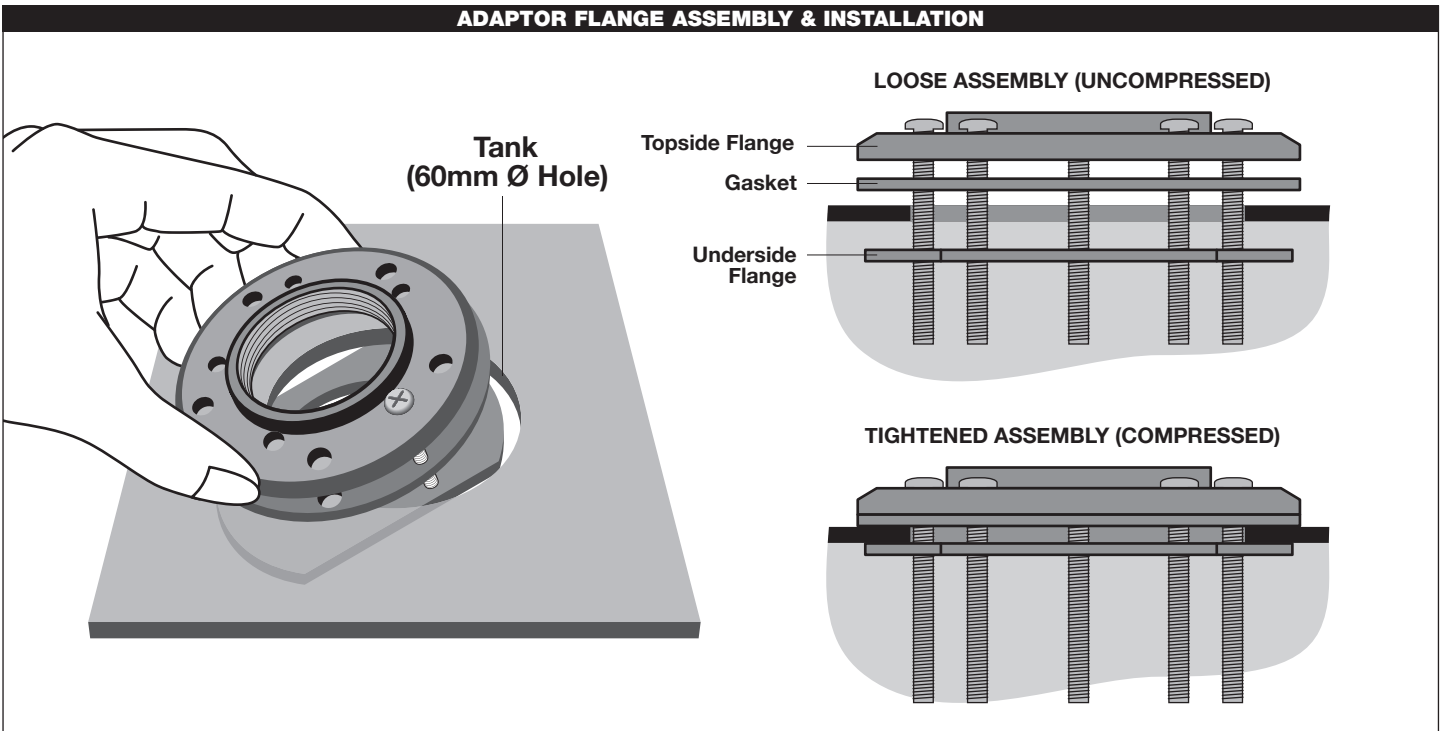 ADAPTOR FLANGE ASSEMBLY & INSTALLATION
Tank
(60mm Ø Hole)
LOOSE ASSEMBLY (UNCOMPRESSED)
Topside Flange
Gasket
Underside
Flange
TIGHTENED ASSEMBLY (COMPRESSED)